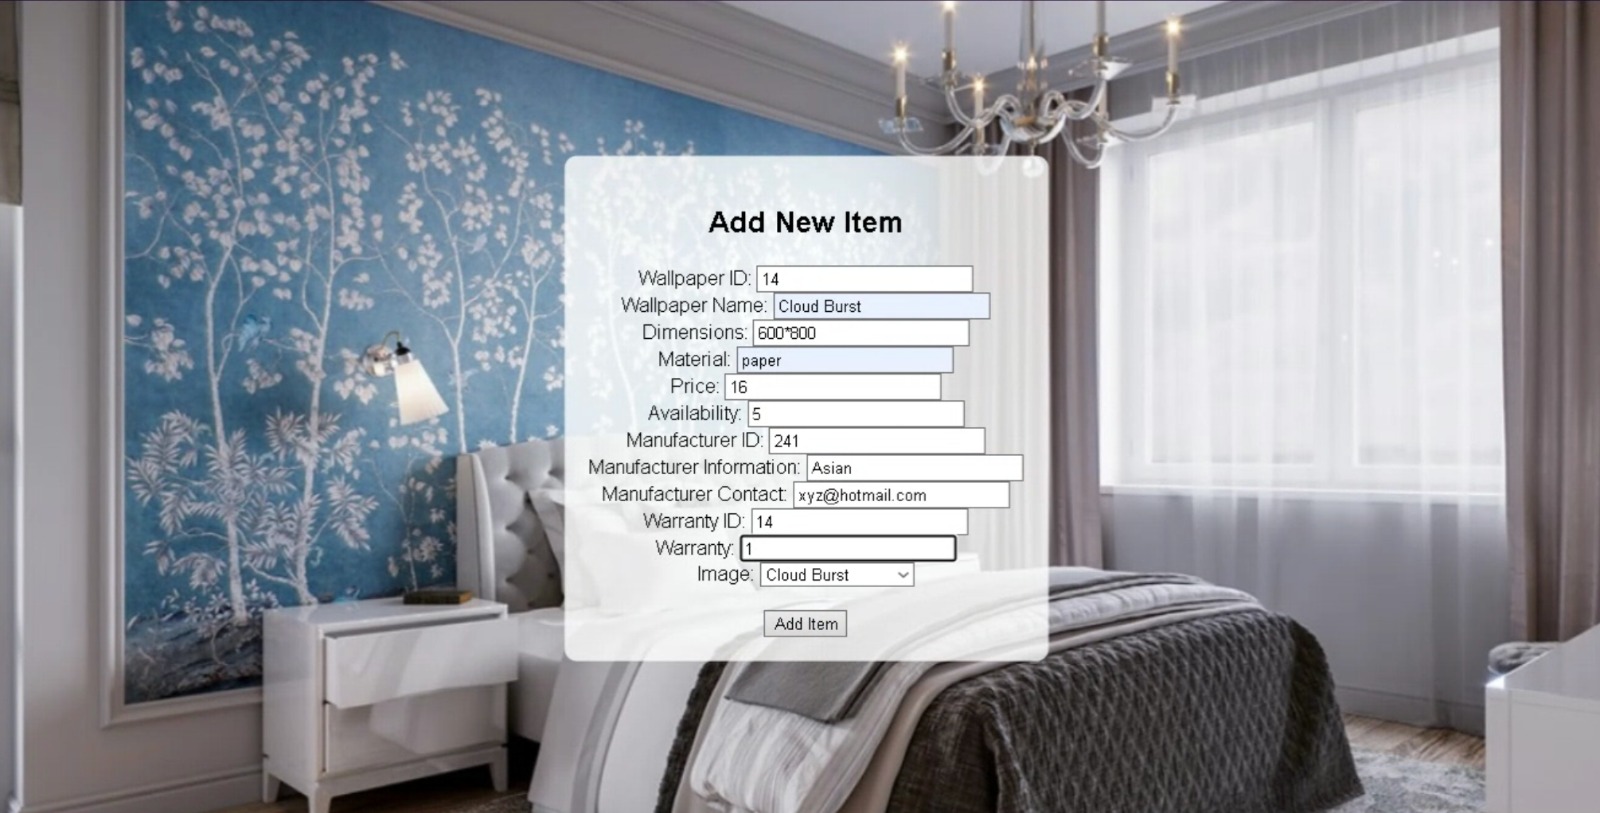 Add New Item
Wallpaper ID: 14
Wallpaper Name: Cloud Burst
Dimensions: 600*800
Material: paper
Price: 16
Availability: 5
Manufacturer ID: 241
Manufacturer Information: Asian
Manufacturer Contact: xyz@hotmail.com
Warranty ID: 14
Warranty: 1
Image: Cloud Burst
Add Item